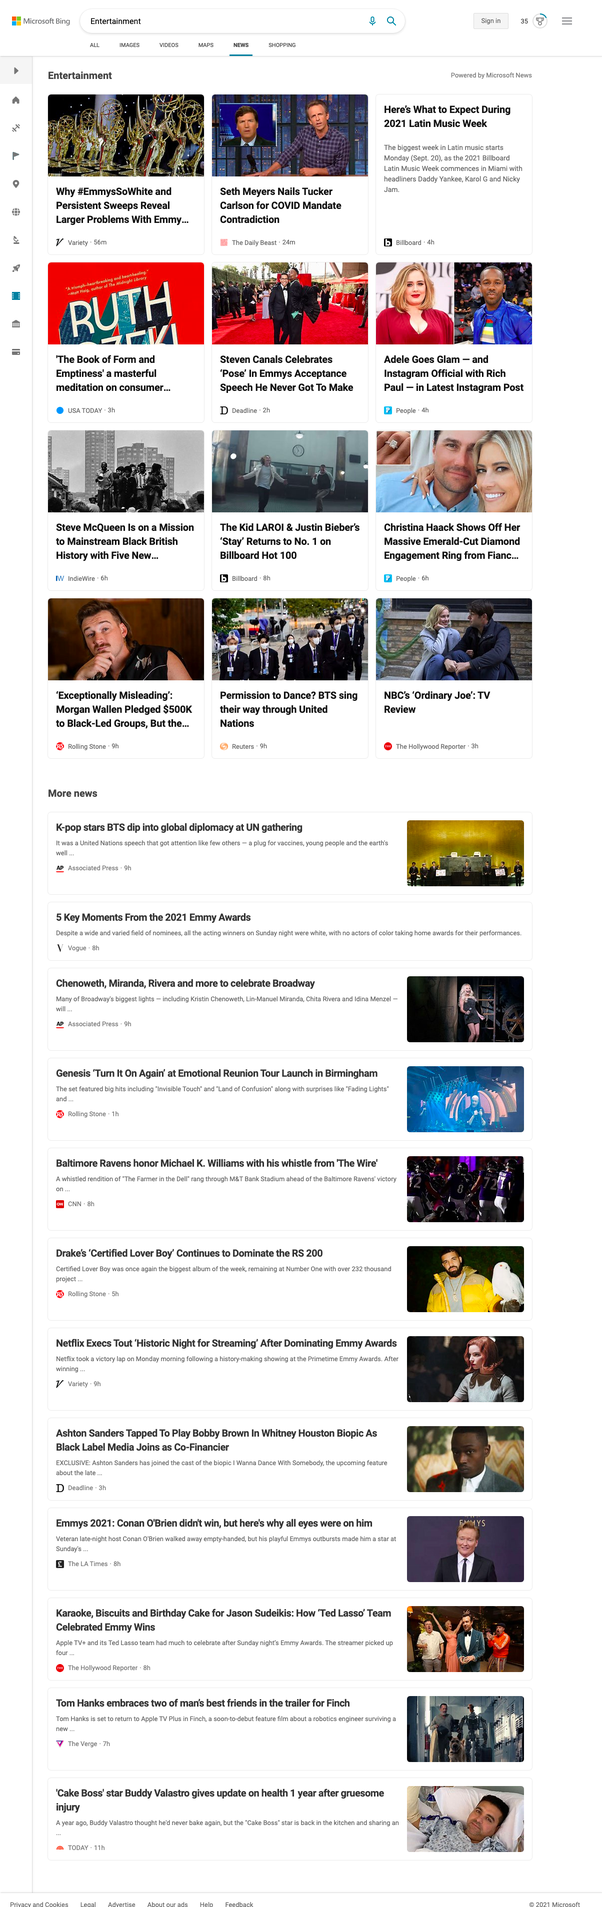 Microsoft Bing
Entertainment
Sign in
35
ALL
IMAGES
VIDEOS
MAPS
NEWS
SHOPPING
Entertainment
Powered by Microsoft News
Why #EmmysSoWhite and
Persistent Sweeps Reveal
Larger Problems With Emmy...
Variety · 56m
Seth Meyers Nails Tucker
Carlson for COVID Mandate
Contradiction
The Daily Beast · 24m
Here's What to Expect During
2021 Latin Music Week
The biggest week in Latin music starts
Monday (Sept. 20), as the 2021 Billboard
Latin Music Week commences in Miami with
headliners Daddy Yankee, Karol G and Nicky
Jam.
Billboard · 4h
RUTH
'The Book of Form and
Emptiness' a masterful
meditation on consumer...
USA TODAY · 3h
Steven Canals Celebrates
'Pose' In Emmys Acceptance
Speech He Never Got To Make
Deadline · 2h
Adele Goes Glam — and
Instagram Official with Rich
Paul — in Latest Instagram Post
People · 4h
Steve McQueen Is on a Mission
to Mainstream Black British
History with Five New...
IndieWire · 6h
The Kid LAROI & Justin Bieber's
'Stay' Returns to No. 1 on
Billboard Hot 100
Billboard · 8h
Christina Haack Shows Off Her
Massive Emerald-Cut Diamond
Engagement Ring from Fianc...
People · 6h
'Exceptionally Misleading':
Morgan Wallen Pledged $500K
to Black-Led Groups, But the...
Rolling Stone · 9h
Permission to Dance? BTS sing
their way through United
Nations
Reuters · 9h
NBC's 'Ordinary Joe': TV
Review
The Hollywood Reporter · 3h
More news
K-pop stars BTS dip into global diplomacy at UN gathering
It was a United Nations speech that got attention like few others — a plug for vaccines, young people and the earth's
well ...
AP Associated Press · 9h
5 Key Moments From the 2021 Emmy Awards
Despite a wide and varied field of nominees, all the acting winners on Sunday night were white, with no actors of color taking home awards for their performances.
Vogue · 8h
Chenoweth, Miranda, Rivera and more to celebrate Broadway
Many of Broadway's biggest lights — including Kristin Chenoweth, Lin-Manuel Miranda, Chita Rivera and Idina Menzel —
will ...
AP Associated Press · 9h
Genesis 'Turn It On Again' at Emotional Reunion Tour Launch in Birmingham
The set featured big hits including "Invisible Touch" and "Land of Confusion" along with surprises like "Fading Lights"
and ...
Rolling Stone · 1h
Baltimore Ravens honor Michael K. Williams with his whistle from 'The Wire'
A whistled rendition of "The Farmer in the Dell" rang through M&T Bank Stadium ahead of the Baltimore Ravens' victory
on ...
CNN · 8h
Drake's 'Certified Lover Boy' Continues to Dominate the RS 200
Certified Lover Boy was once again the biggest album of the week, remaining at Number One with over 232 thousand
project ...
Rolling Stone · 5h
Netflix Execs Tout 'Historic Night for Streaming' After Dominating Emmy Awards
Netflix took a victory lap on Monday morning following a history-making showing at the Primetime Emmy Awards. After
winning ...
Variety · 9h
Ashton Sanders Tapped To Play Bobby Brown In Whitney Houston Biopic As
Black Label Media Joins as Co-Financier
EXCLUSIVE: Ashton Sanders has joined the cast of the biopic I Wanna Dance With Somebody, the upcoming feature
about the late ...
Deadline · 3h
Emmys 2021: Conan O'Brien didn't win, but here's why all eyes were on him
Veteran late-night host Conan O'Brien walked away empty-handed, but his playful Emmys outbursts made him a star at
Sunday's ...
The LA Times · 8h
EMMYS
Karaoke, Biscuits and Birthday Cake for Jason Sudeikis: How 'Ted Lasso' Team
Celebrated Emmy Wins
Apple TV+ and its Ted Lasso team had much to celebrate after Sunday night's Emmy Awards. The streamer picked up
four ...
The Hollywood Reporter · 8h
Tom Hanks embraces two of man's best friends in the trailer for Finch
Tom Hanks is set to return to Apple TV Plus in Finch, a soon-to-debut feature film about a robotics engineer surviving a
new ...
The Verge · 7h
'Cake Boss' star Buddy Valastro gives update on health 1 year after gruesome
injury
A year ago, Buddy Valastro thought he'd never bake again, but the "Cake Boss" star is back in the kitchen and sharing an
...
TODAY · 11h
Privacy and Cookies
Legal
Advertise
About our ads
Help
Feedback
© 2021 Microsoft